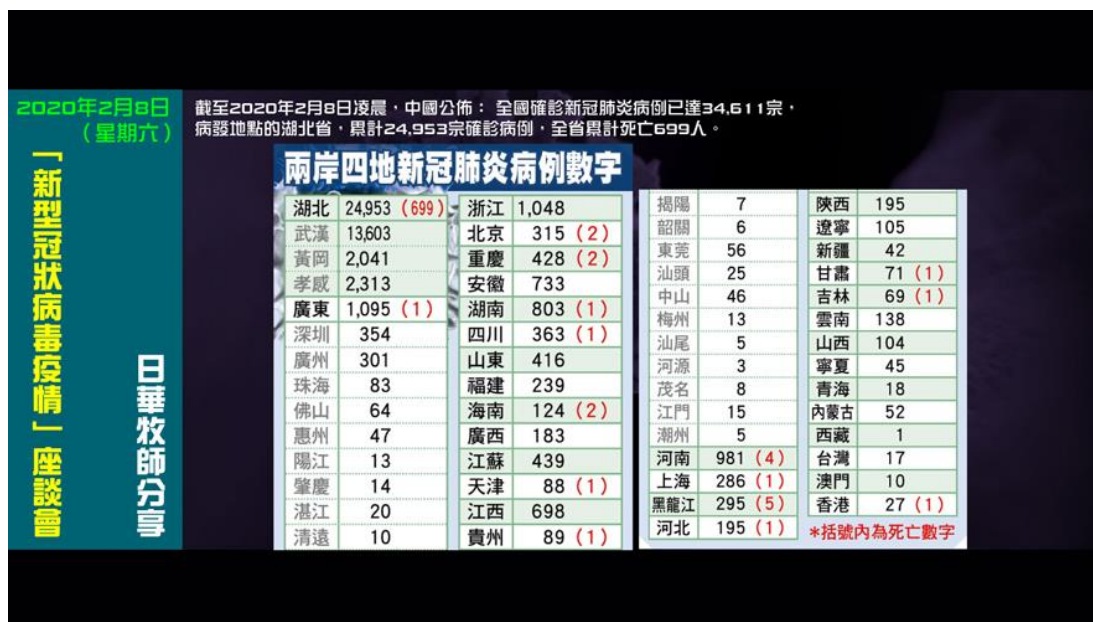 2020年2月8日
（星期六）
「新型冠狀病毒疫情」座談會
日華牧師分享
截至2020年2月8日凌晨，中國公佈： 全國確診新冠肺炎病例已達34,611宗，
病發地點的湖北省，累計24,953宗確診病例，全省累計死亡699人。
兩岸四地新冠肺炎病例數字
湖北 24,953（699）
武漢 13,603
黃岡 2,041
孝感 2,313
廣東 1,095（1）
深圳 354
廣州 301
珠海 83
佛山 64
惠州 47
陽江 13
肇慶 14
湛江 20
清遠 10
浙江 1,048
北京 315（2）
重慶 428（2）
安徽 733
湖南 803（1）
四川 363（1）
山東 416
福建 239
海南 124（2）
廣西 183
江蘇 439
天津 88（1）
江西 698
貴州 89（1）
揭陽 7
韶關 6
東莞 56
汕頭 25
中山 46
梅州 13
汕尾 5
河源 3
茂名 8
江門 15
潮州 5
河南 981（4）
上海 286（1）
黑龍江 295（5）
河北 195（1）
陝西 195
遼寧 105
新疆 42
甘肅 71（1）
吉林 69（1）
雲南 138
山西 104
寧夏 45
青海 18
內蒙古 52
西藏 1
台灣 17
澳門 10
香港 27（1）
*括號內為死亡數字